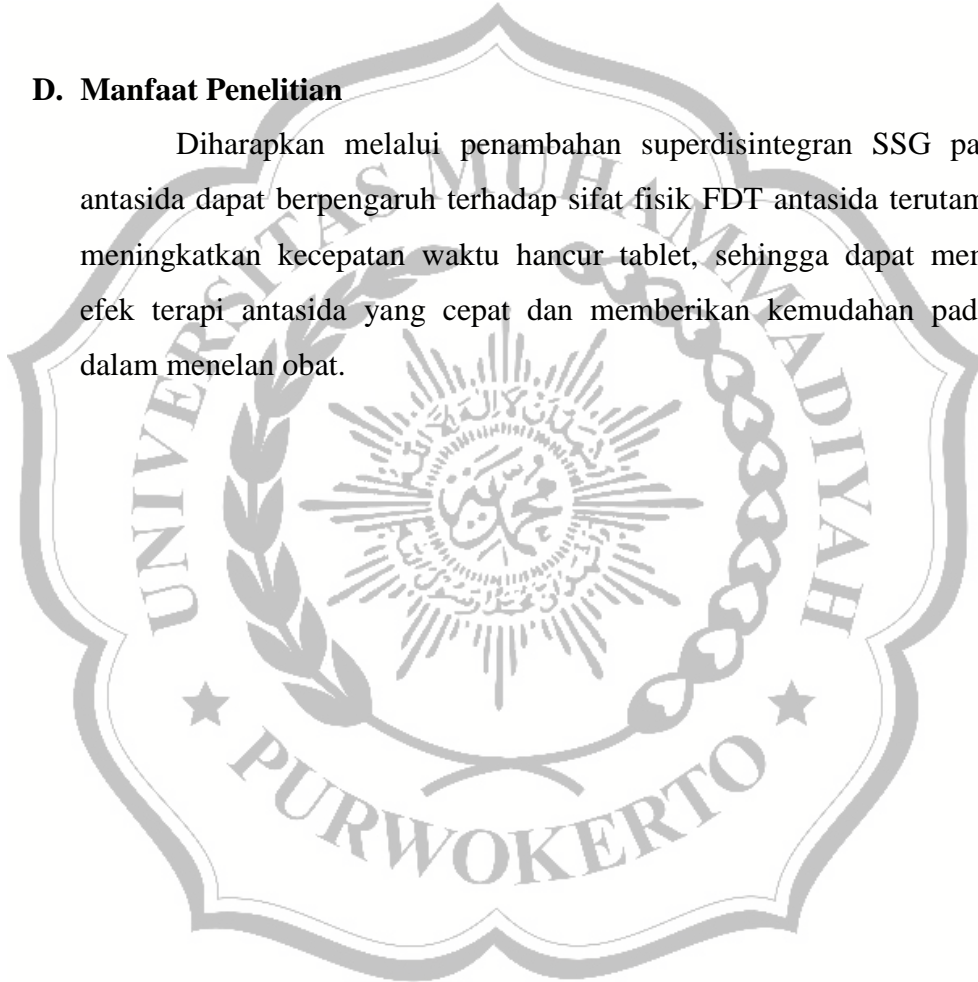 D. Manfaat Penelitian
Diharapkan melalui penambahan superdisintegran SSG pa
antasida dapat berpengaruh terhadap sifat fisik FDT antasida terutam
meningkatkan kecepatan waktu hancur tablet, sehingga dapat men
efek terapi antasida yang cepat dan memberikan kemudahan pad
dalam menelan obat.
UNIVERSITAS MUHAMMADIYAH
PURWOKERTO